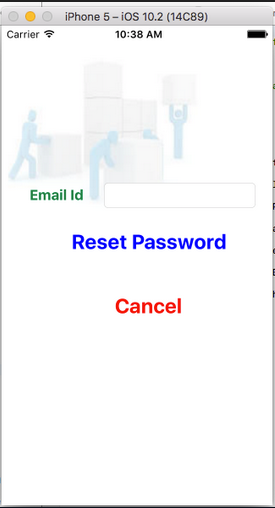 iPhone 5 – iOS 10.2 (14C89)
Carrier 10:38 AM
Email Id
Reset Password
Cancel